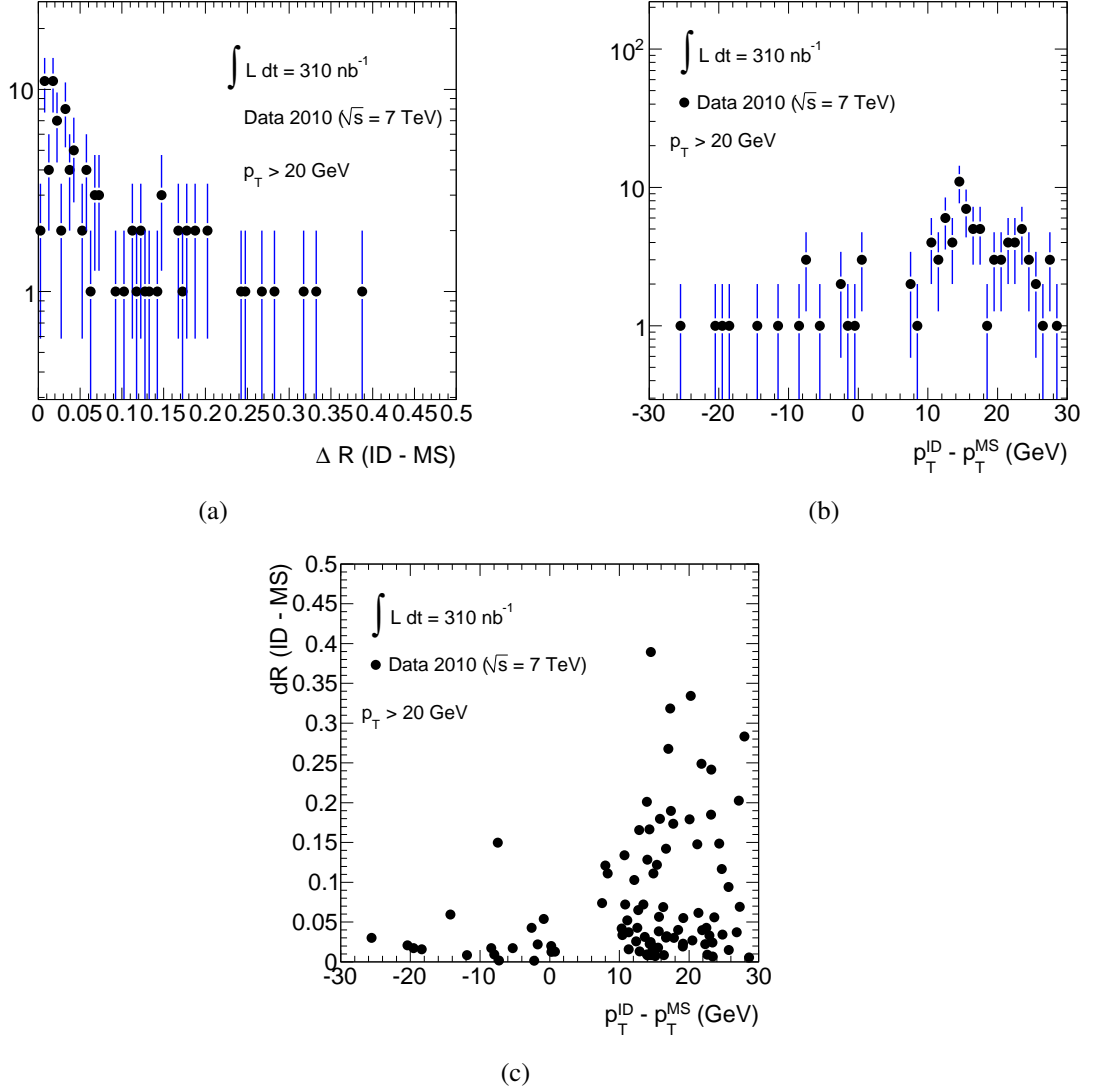 ∫ L dt = 310 nb⁻¹
Data 2010 (√s = 7 TeV)
p_T > 20 GeV
10
1
0 0.05 0.1 0.15 0.2 0.25 0.3 0.35 0.4 0.45 0.5
Δ R (ID - MS)
(a)
∫ L dt = 310 nb⁻¹
Data 2010 (√s = 7 TeV)
p_T > 20 GeV
10²
10
1
-30 -20 -10 0 10 20 30
p_T^ID - p_T^MS (GeV)
(b)
dR (ID - MS)
∫ L dt = 310 nb⁻¹
Data 2010 (√s = 7 TeV)
p_T > 20 GeV
0.5
0.45
0.4
0.35
0.3
0.25
0.2
0.15
0.1
0.05
0
-30 -20 -10 0 10 20 30
p_T^ID - p_T^MS (GeV)
(c)